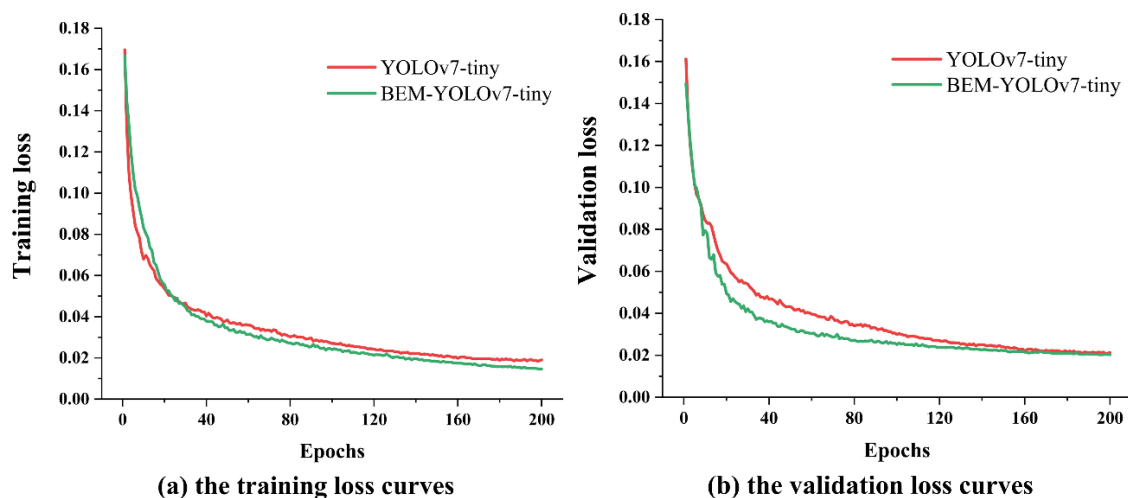 0.18
0.16
0.14
0.12
0.10
0.08
0.06
0.04
0.02
0.00
Training loss
YOLOv7-tiny
BEM-YOLOv7-tiny
0 40 80 120 160 200
Epochs
(a) the training loss curves
0.18
0.16
0.14
0.12
0.10
0.08
0.06
0.04
0.02
0.00
Validation loss
YOLOv7-tiny
BEM-YOLOv7-tiny
0 40 80 120 160 200
Epochs
(b) the validation loss curves